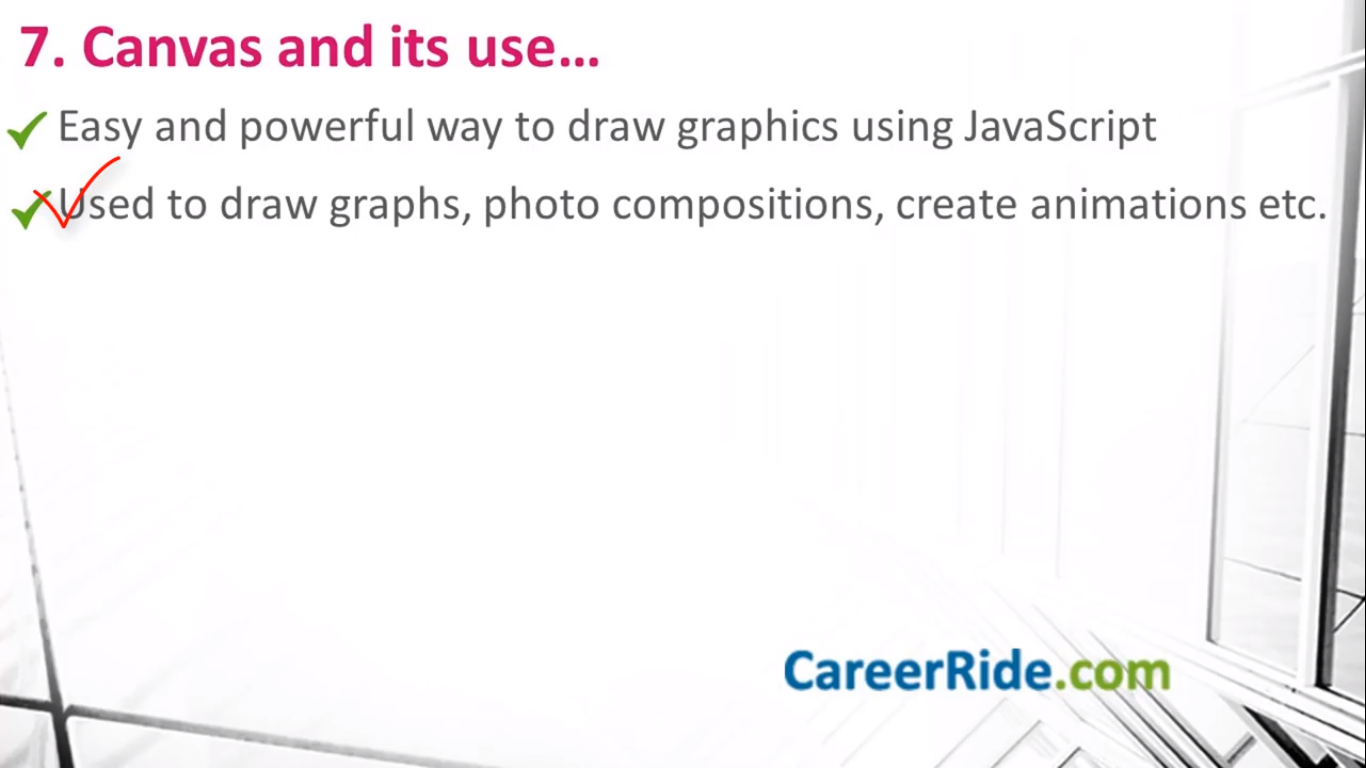 7. Canvas and its use...
Easy and powerful way to draw graphics using JavaScript
Used to draw graphs, photo compositions, create animations etc.
CareerRide.com